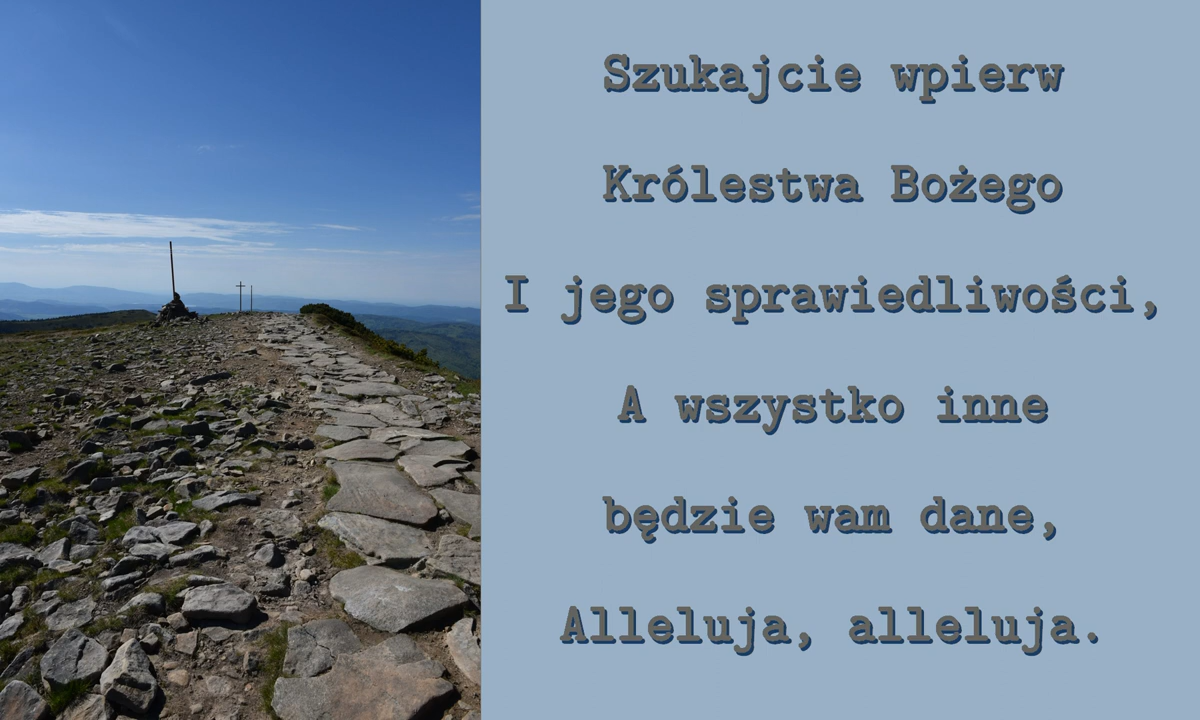 Szukajcie wpierw
Królestwa Bożego
I jego sprawiedliwości,
A wszystko inne
będzie wam dane,
Alleluja, alleluja.